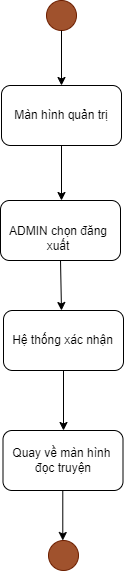 Màn hình quản trị
ADMIN chọn đăng
xuất
Hệ thống xác nhận
Quay về màn hình
đọc truyện